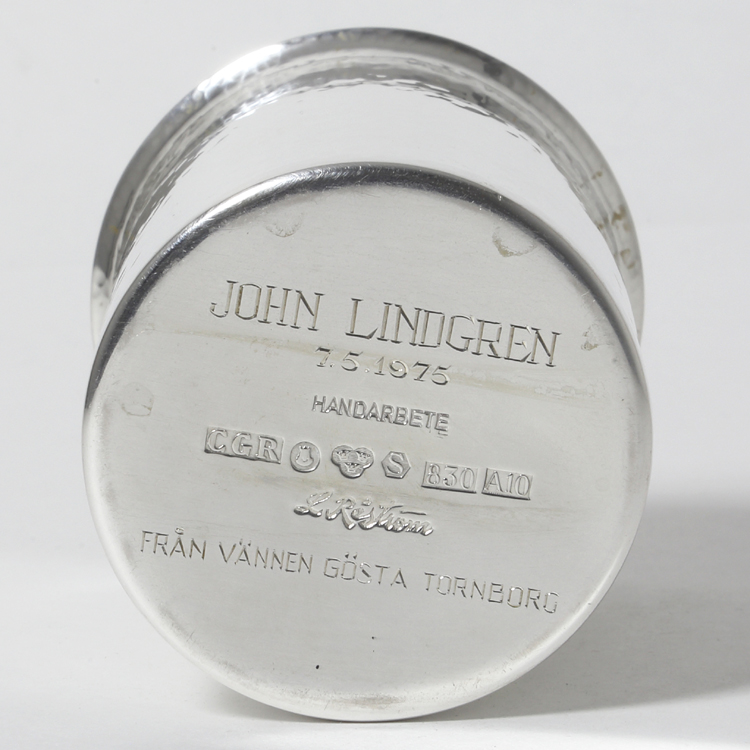 JOHN LINDGREN
7.5.1975
HANDARBETE
CGR S 830 A10
FRÅN VÄNNEN GÖSTA TORNBORG